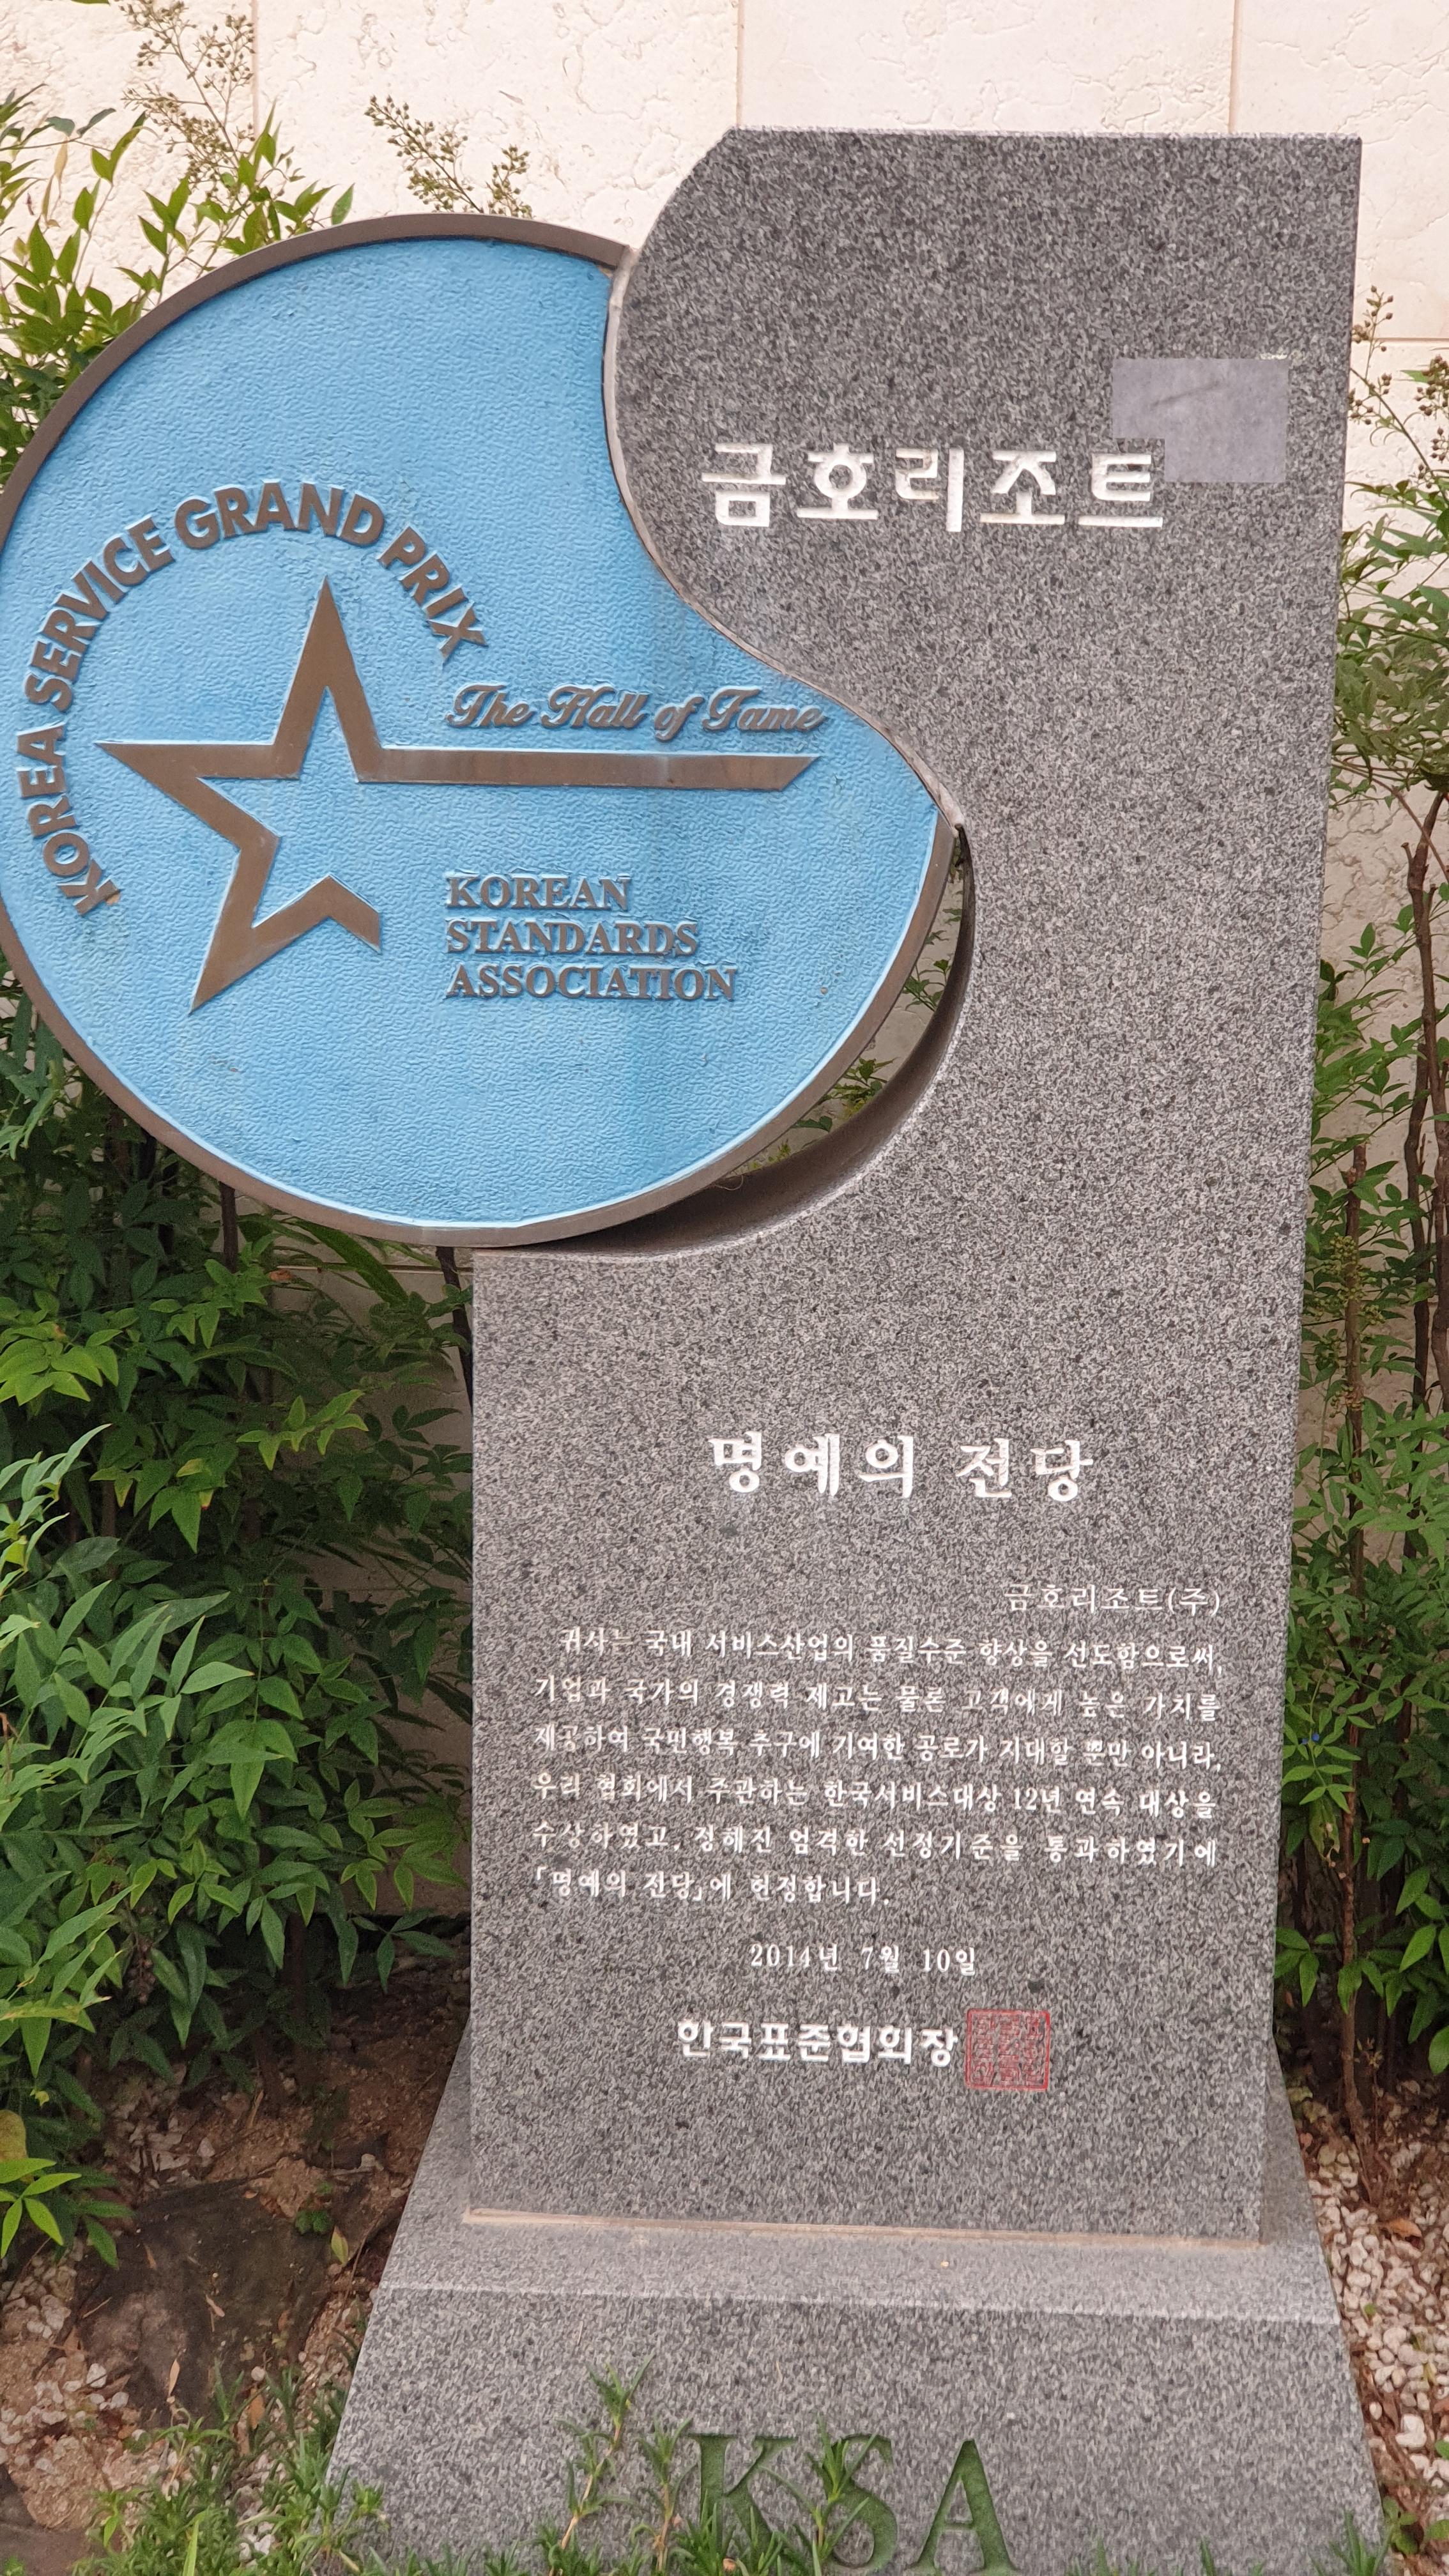 금호리조트
KOREA SERVICE GRAND PRIX
The Hall of Fame
KOREAN
STANDARDS
ASSOCIATION
명예의 전당
금호리조트(주)
귀사는 국내 서비스산업의 품질수준 향상을 선도함으로써,
기업과 국가의 경쟁력 제고는 물론 고객에게 높은 가치를
제공하여 국민행복 추구에 기여한 공로가 지대할 뿐만 아니라,
우리 협회에서 주관하는 한국서비스대상 12년 연속 대상을
수상하였고, 정해진 엄격한 선정기준을 통과하였기에
「명예의 전당」에 헌정합니다.
2014년 7월 10일
한국표준협회장
KSA